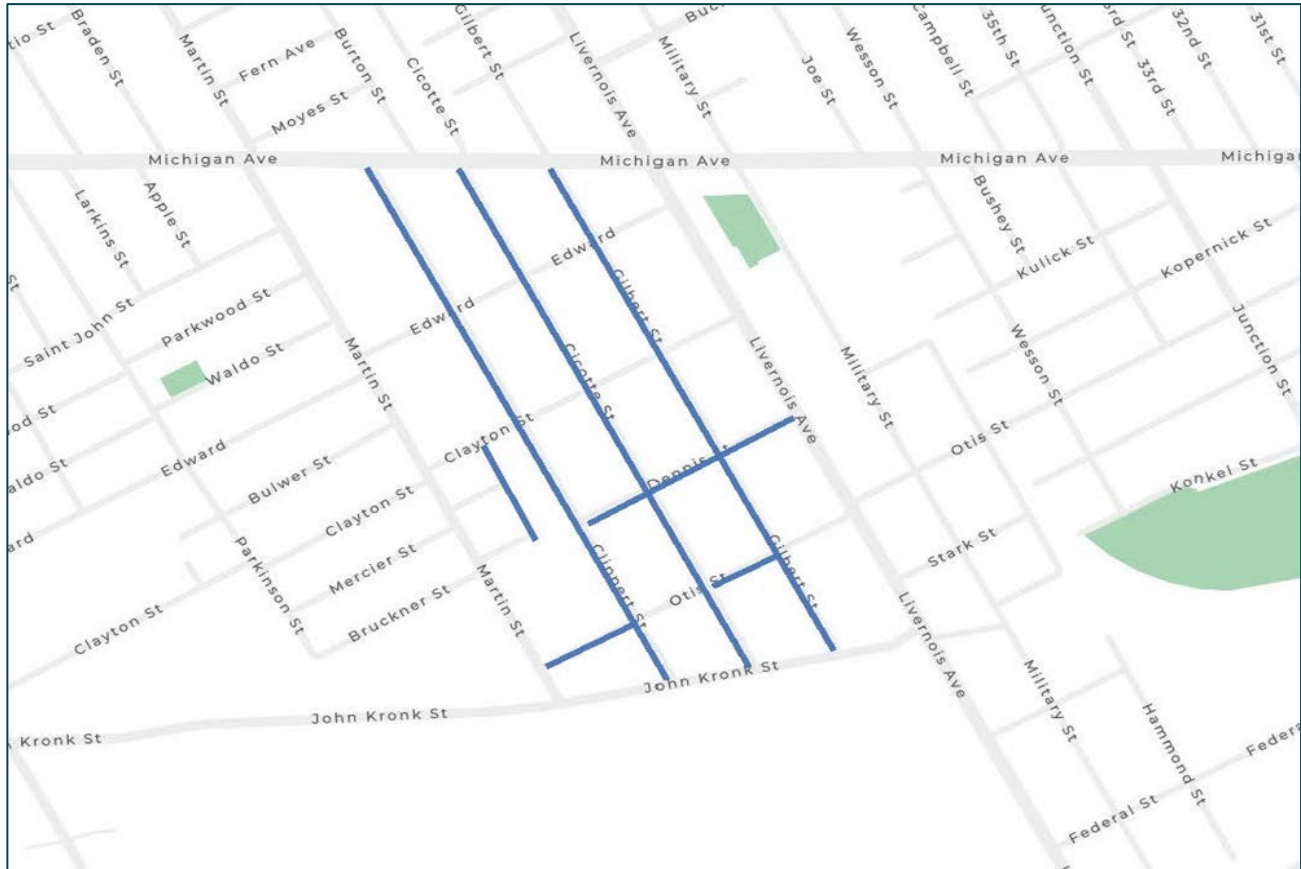 Braden St
Martin St
Fern Ave
Moyes St
Burton St
Cicotte St
Gilbert St
Livernois Ave
Military St
Joe St
Wesson St
Campbell St
35th St
33rd St
32nd St
31st St
Michigan Ave
Michigan Ave
Michigan Ave
Larkins St
Apple St
Saint John St
Parkwood St
Waldo St
Edward
Bulwer St
Clayton St
Mercier St
Bruckner St
Clayton St
Parkinson St
Martin St
Martin St
Edward
Edward
Clayton St
Cicotte St
Gilbert St
Dennis St
Clippert St
Otis St
Gilbert St
Livernois Ave
Military St
Bushey St
Kulick St
Kopernick St
Wesson St
Junction St
Otis St
Konkel St
Stark St
Livernois Ave
Military St
Hammond St
Federal St
John Kronk St
John Kronk St
Kronk St